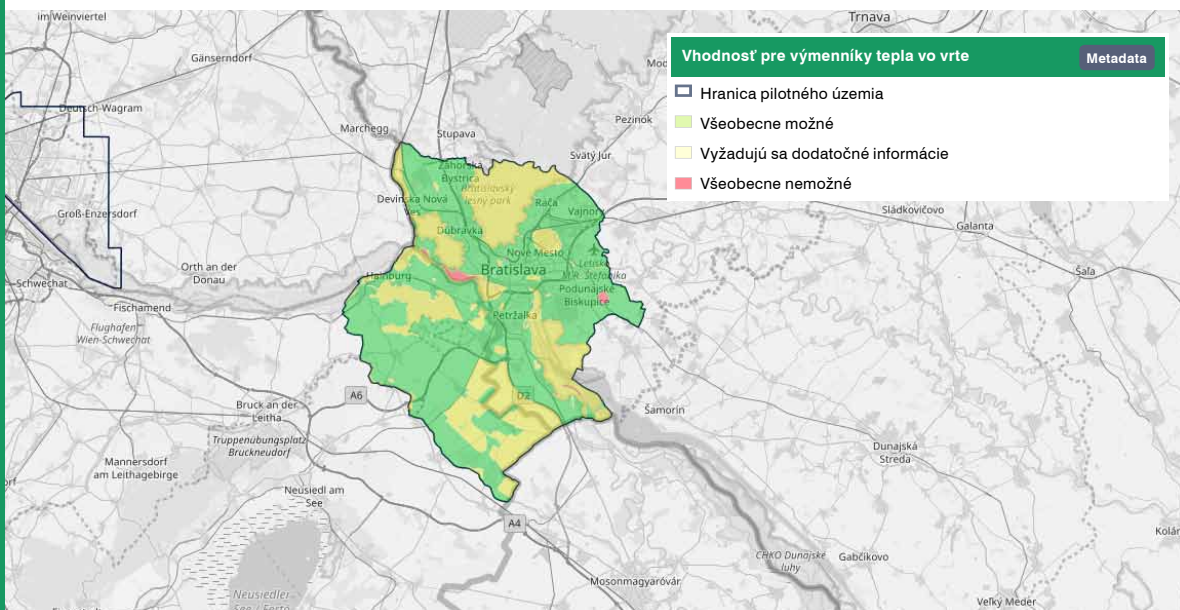 im Weinviertel
Trnava
Gänserndorf
Vhodnosť pre výmenníky tepla vo vrte
Metadata
Hranica pilotného územia
Všeobecne možné
Vyžadujú sa dodatočné informácie
Všeobecne nemožné
Deutsch-Wagram
Marchegg
Stupava
Pezinok
Svätý Jur
Záhorská
Bystrica
Bratislavský
lesný park
Devínska Nová
Ves
Rača
Vajnory
Groß-Enzersdorf
Dúbravka
Sládkovičovo
Galanta
Nové Mesto
Orth an der
Donau
Hainburg
Bratislava
Letisko
M.R. Štefánika
Šaľa
Schwechat
Podunajské
Biskupice
Fischamend
Petržalka
Flughafen
Wien-Schwechat
A6
D2
Bruck an der
Leitha
Šamorín
Truppenübungsplatz
Bruckneudorf
Dunajská
Streda
Mannersdorf
am Leithagebirge
Neusiedl am
See
A4
Kolár
CHKO Dunajské
luhy
Gabčíkovo
Mosonmagyaróvár
Neusiedler
See / Fertő
Veľký Meder